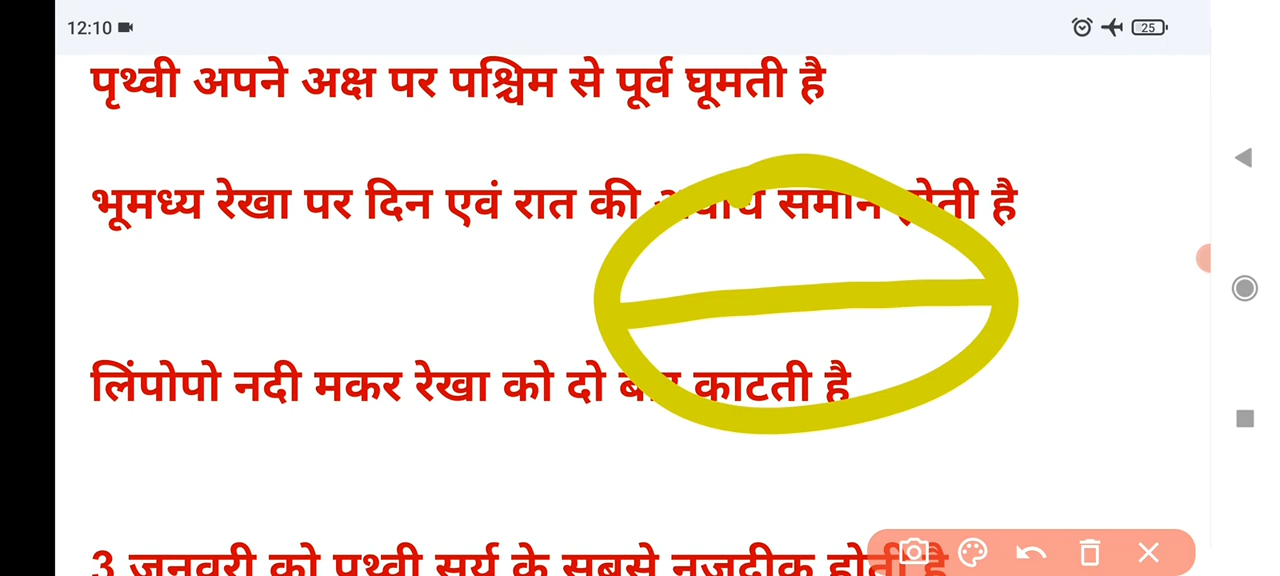 12:10
25
पृथ्वी अपने अक्ष पर पश्चिम से पूर्व घूमती है
भूमध्य रेखा पर दिन एवं रात की समान होती है
लिंपोपो नदी मकर रेखा को दो बार काटती है
3 जनवरी को पृथ्वी सूर्य के सबसे नजदीक होती है